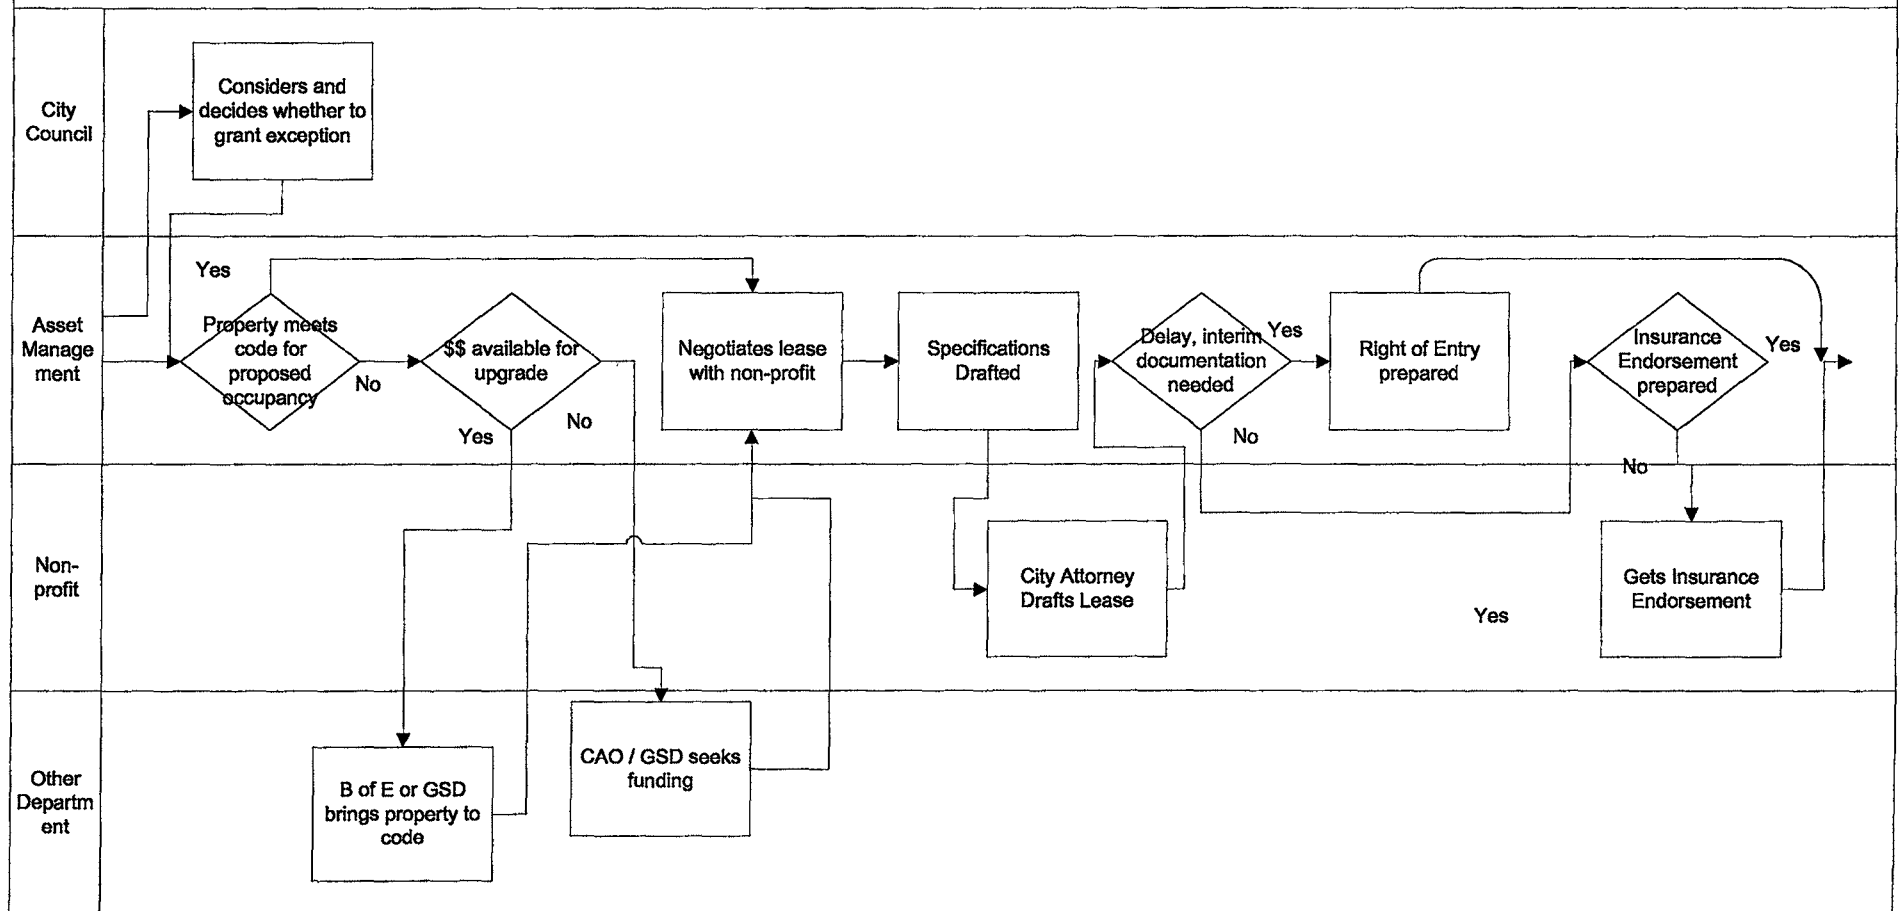 City
Council
Considers and
decides whether to
grant exception
Asset
Manage
ment
Yes
Property meets
code for
proposed
occupancy
No
$$ available for
upgrade
Yes
No
Negotiates lease
with non-profit
Specifications
Drafted
Delay, interim
documentation
needed
Yes
No
Right of Entry
prepared
Insurance
Endorsement
prepared
Yes
No
Non-
profit
City Attorney
Drafts Lease
Yes
Gets Insurance
Endorsement
Other
Departm
ent
B of E or GSD
brings property to
code
CAO / GSD seeks
funding